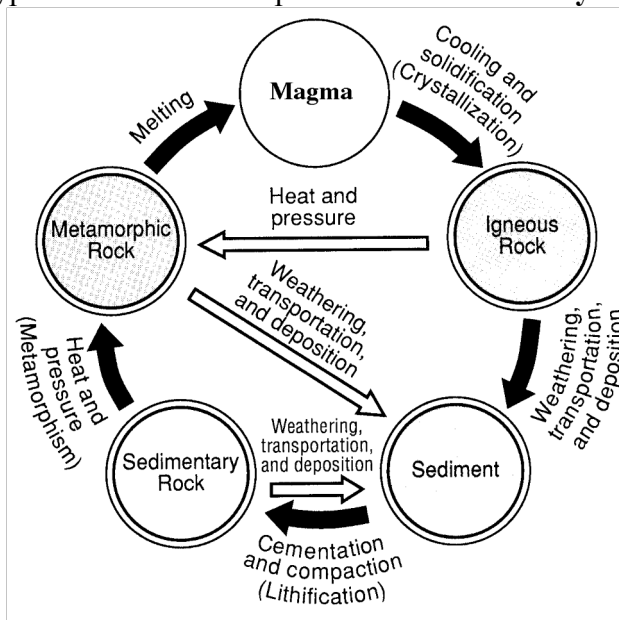 Magma
Cooling and
solidification
(Crystallization)
Melting
Heat and
pressure
Metamorphic
Rock
Igneous
Rock
Weathering,
transportation,
and deposition
Weathering,
transportation,
and deposition
Heat and
pressure
(Metamorphism)
Weathering,
transportation,
and deposition
Sedimentary
Rock
Sediment
Cementation
and compaction
(Lithification)